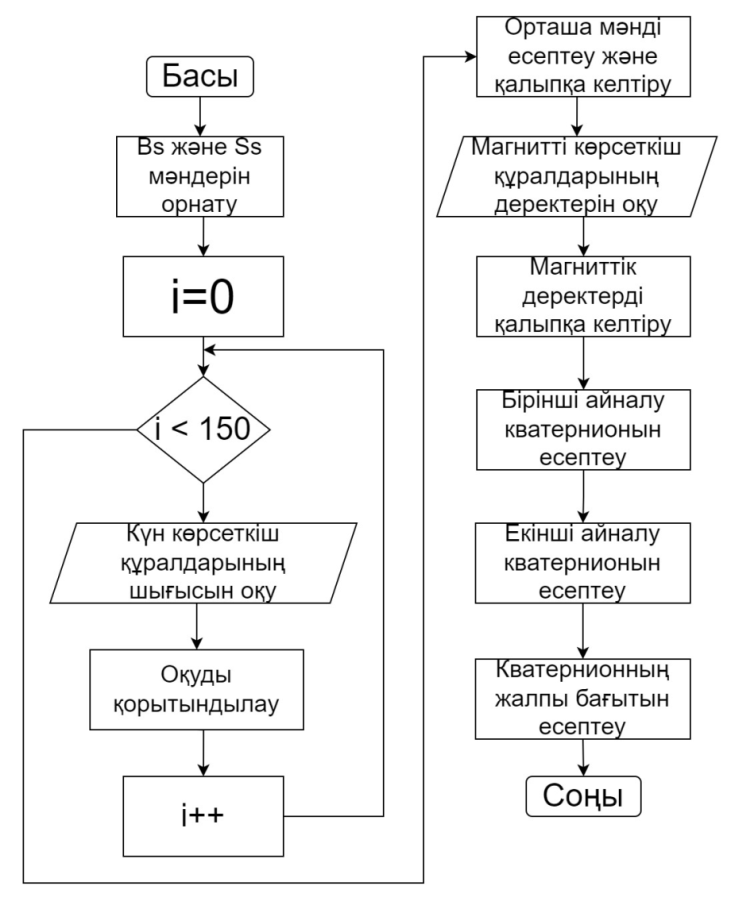 Басы
Bs және Ss
мәндерін
орнату
i=0
i < 150
Күн көрсеткіш
құралдарының
шығысын оқу
Оқуды
қорытындылау
i++
Орташа мәнді
есептеу және
қалыпқа келтіру
Магнитті көрсеткіш
құралдарының
деректерін оқу
Магниттік
деректерді
қалыпқа келтіру
Бірінші айналу
кватернионын
есептеу
Екінші айналу
кватернионын
есептеу
Кватернионның
жалпы бағытын
есептеу
Соңы